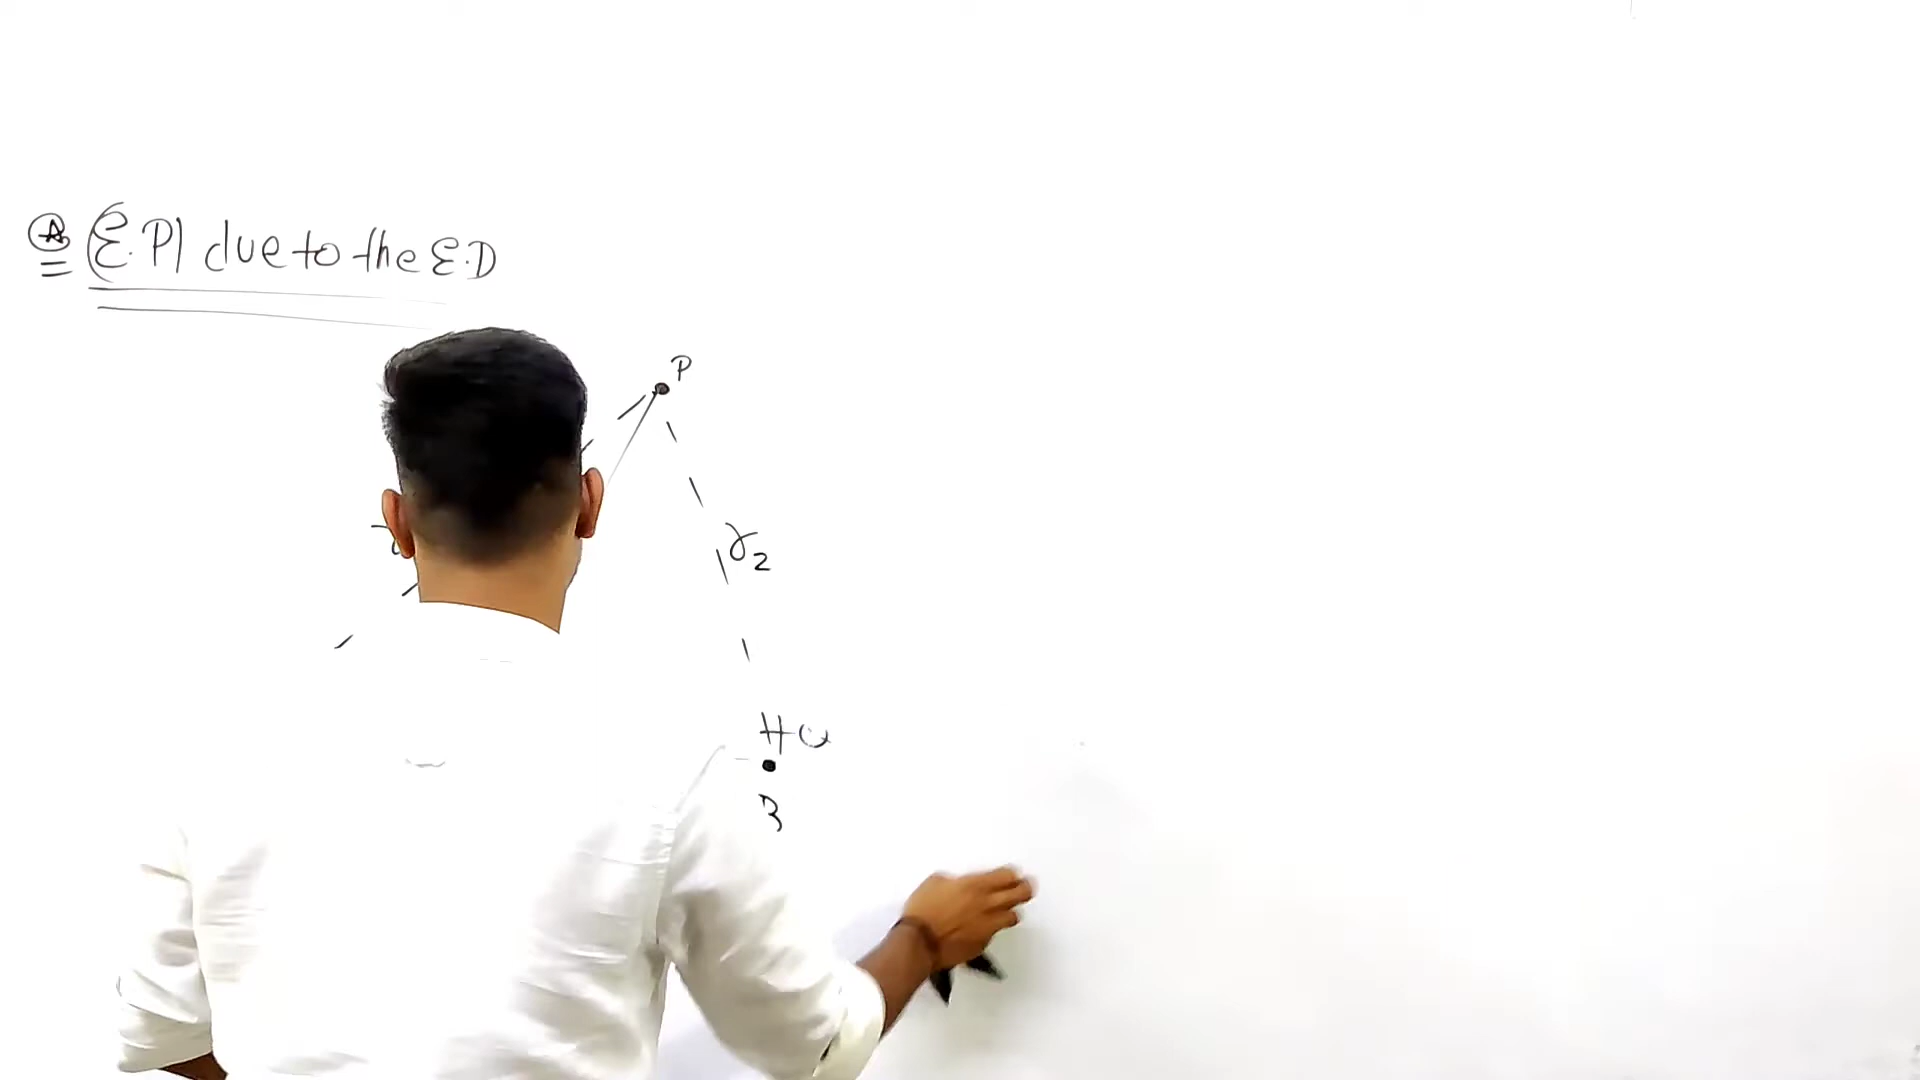 (E.P) due to the E.D
P
r2
+Q
B